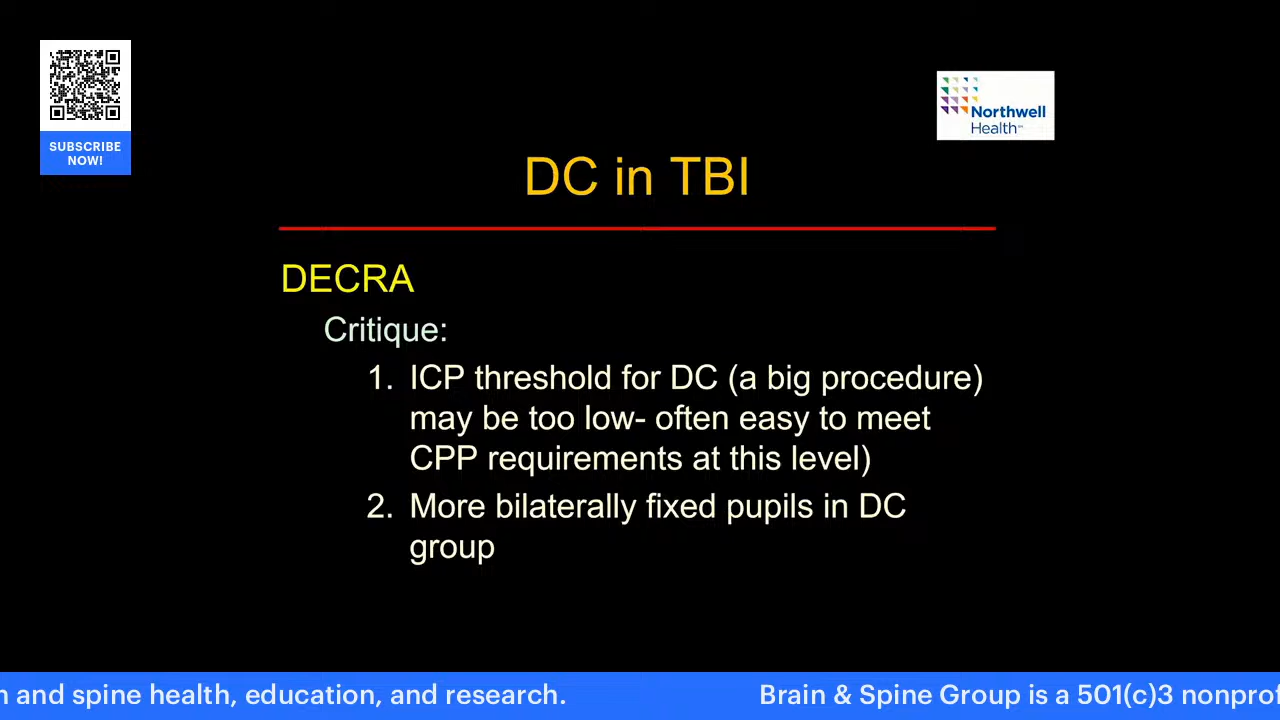 SUBSCRIBE
NOW!
Northwell
Health™
DC in TBI
DECRA
Critique:
1. ICP threshold for DC (a big procedure)
may be too low- often easy to meet
CPP requirements at this level)
2. More bilaterally fixed pupils in DC
group
and spine health, education, and research.
Brain & Spine Group is a 501(c)3